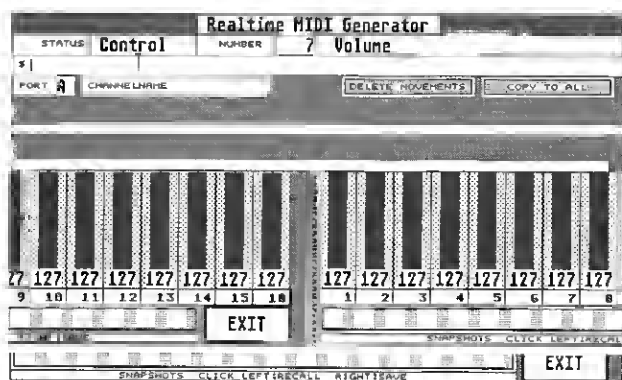 Realtime MIDI Generator
STATUS Control NUMBER 7 Volume
PORT A CHANNELNAME DELETE MOVEMENTS COPY TO ALL
127 127 127 127 127 127 127 127 127 127 127 127 127 127 127
9 10 11 12 13 14 15 16 1 2 3 4 5 6 7 8
EXIT
SNAPSHOTS CLICK LEFT:RECALL
SNAPSHOTS CLICK LEFT:RECALL RIGHT:SAVE EXIT